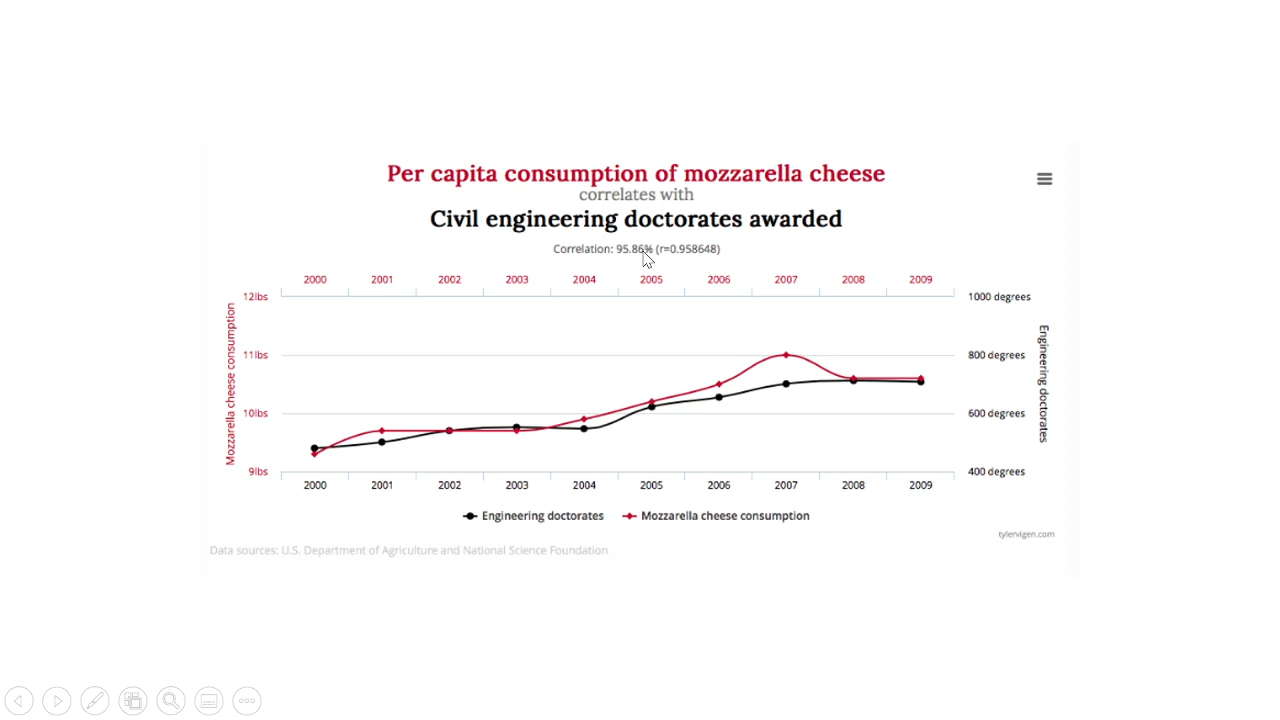 Per capita consumption of mozzarella cheese
correlates with
Civil engineering doctorates awarded
Correlation: 95.86% (r=0.958648)
2000 2001 2002 2003 2004 2005 2006 2007 2008 2009
12lbs 1000 degrees
11lbs 800 degrees
10lbs 600 degrees
9lbs 400 degrees
Mozzarella cheese consumption
Engineering doctorates
2000 2001 2002 2003 2004 2005 2006 2007 2008 2009
Engineering doctorates Mozzarella cheese consumption
tylervigen.com
Data sources: U.S. Department of Agriculture and National Science Foundation